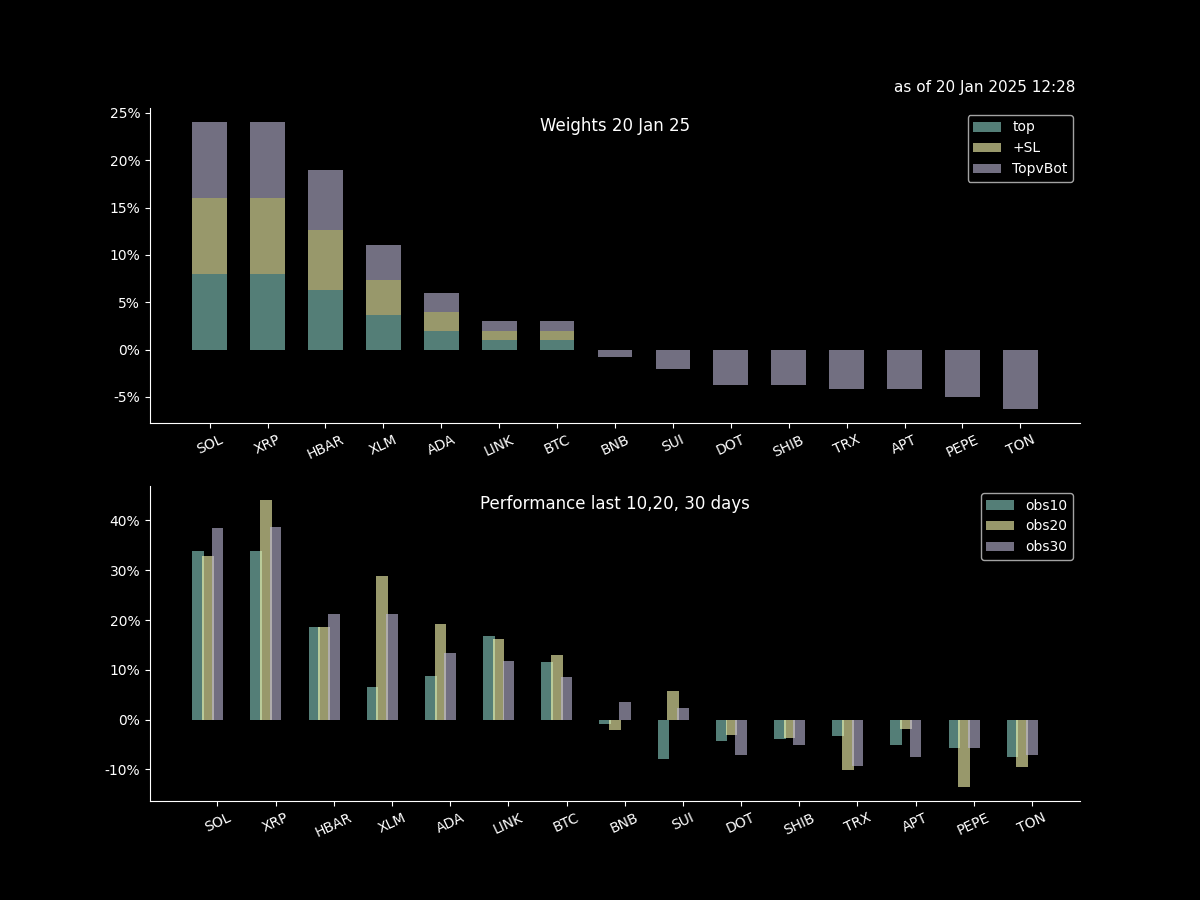 as of 20 Jan 2025 12:28
Weights 20 Jan 25
top
+SL
TopvBot
25%
20%
15%
10%
5%
0%
-5%
SOL XRP HBAR XLM ADA LINK BTC BNB SUI DOT SHIB TRX APT PEPE TON
Performance last 10,20, 30 days
obs10
obs20
obs30
40%
30%
20%
10%
0%
-10%
SOL XRP HBAR XLM ADA LINK BTC BNB SUI DOT SHIB TRX APT PEPE TON